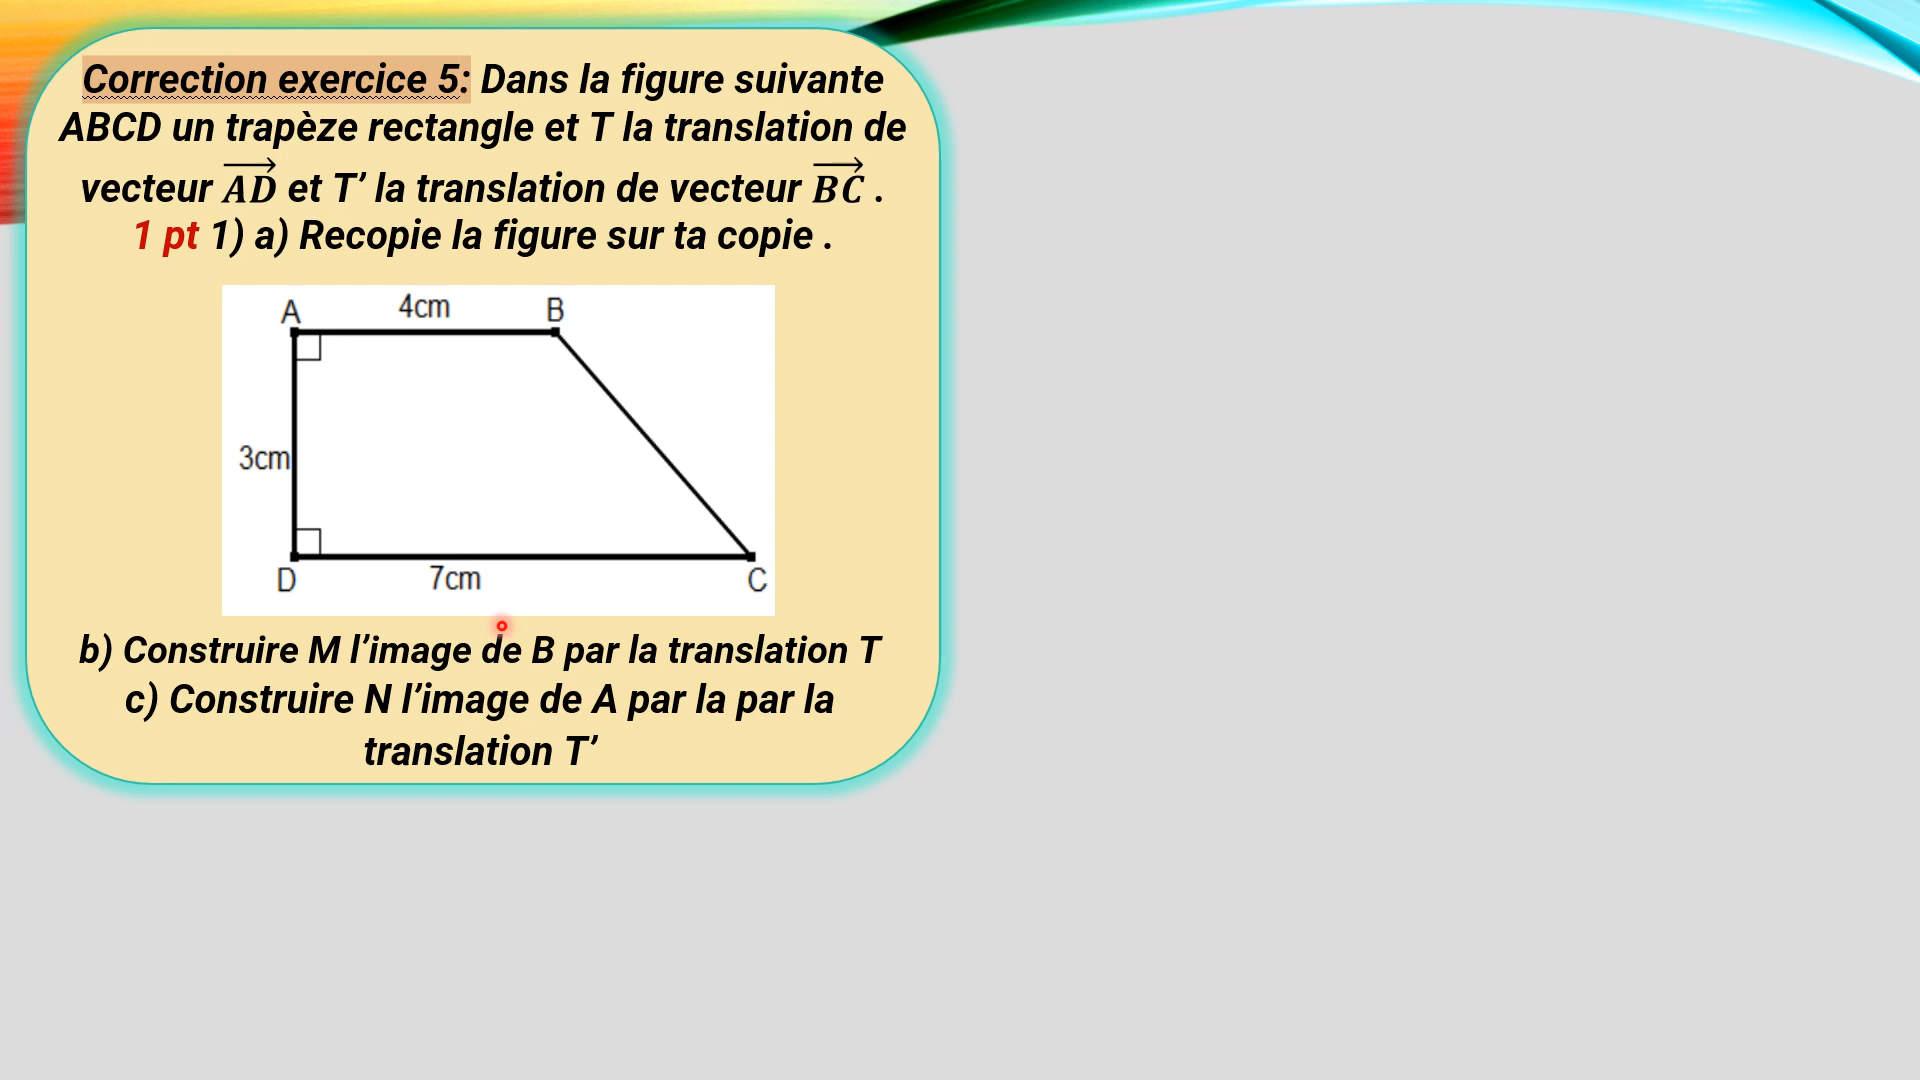 Correction exercice 5: Dans la figure suivante
ABCD un trapèze rectangle et T la translation de
vecteur $\overrightarrow{AD}$ et T’ la translation de vecteur $\overrightarrow{BC}$ .
1 pt 1) a) Recopie la figure sur ta copie .
A 4cm B
3cm
D 7cm C
b) Construire M l’image de B par la translation T
c) Construire N l’image de A par la par la
translation T’